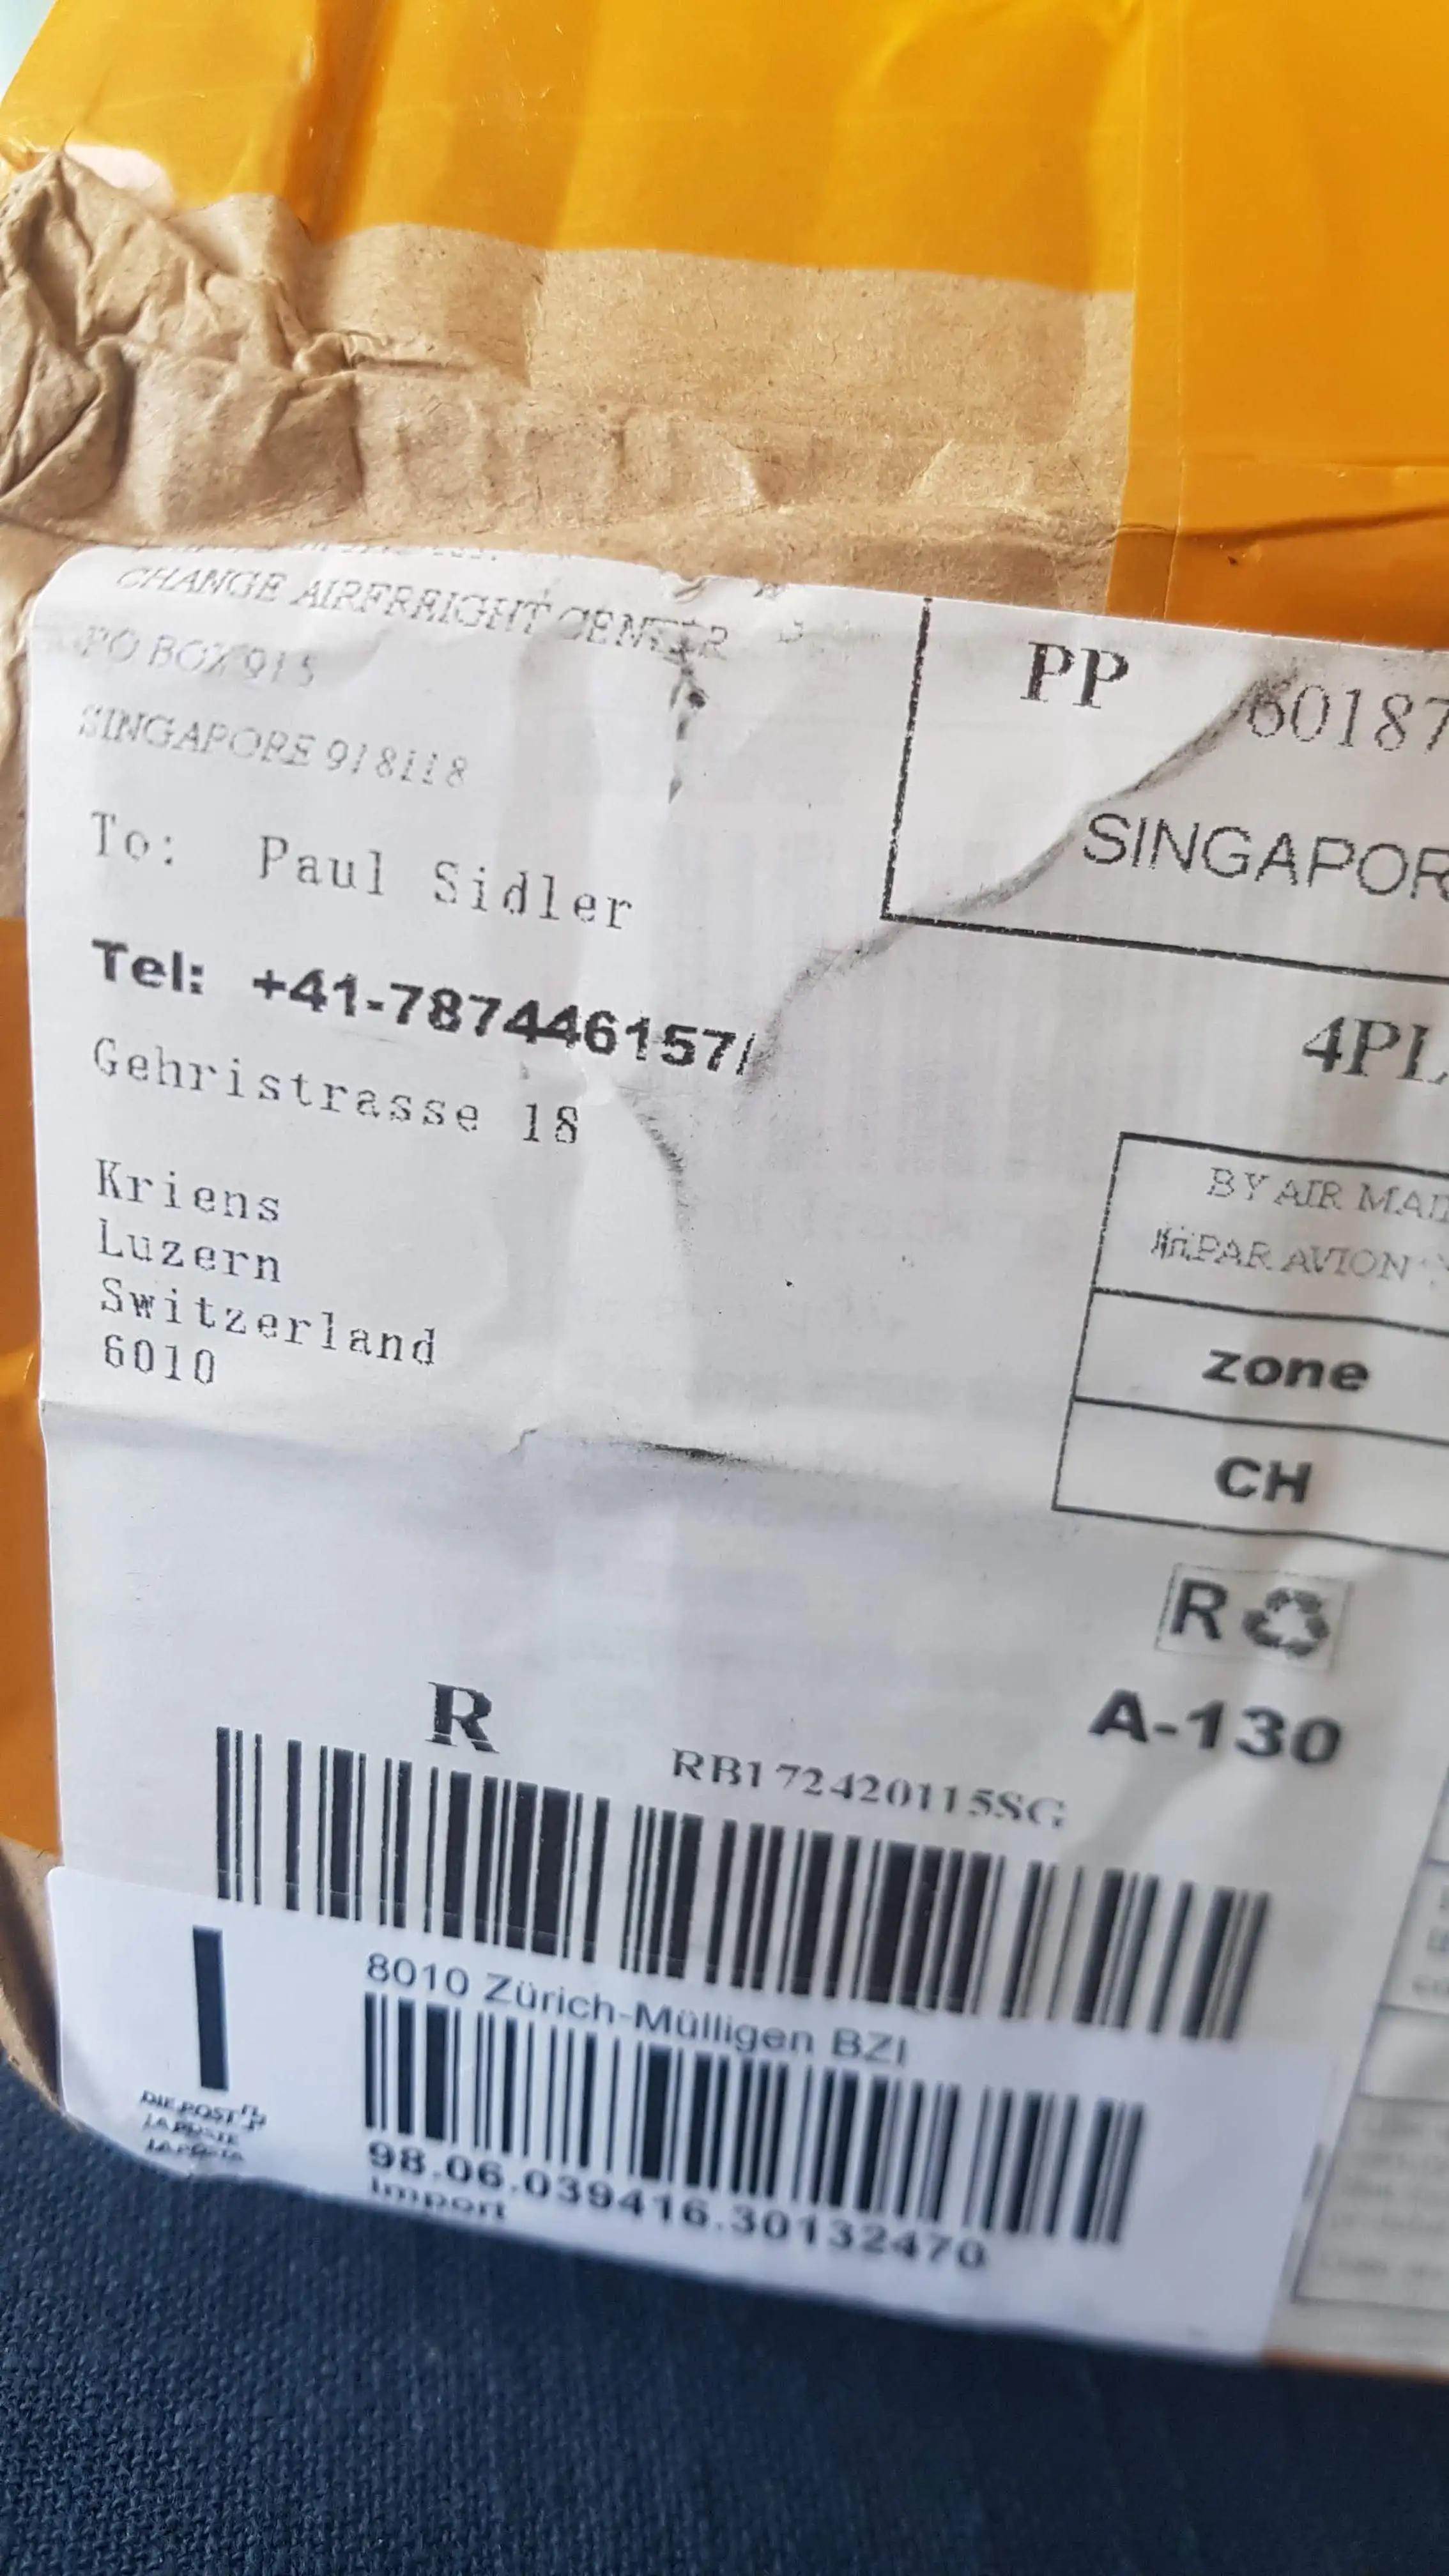 CHANGE AIRFREIGHT CENTER
PO BOX 915
SINGAPORE 918118
PP 60187
SINGAPOR
To: Paul Sidler
Tel: +41-787446157/
Gehristrasse 18
Kriens
Luzern
Switzerland
6010
4PL
BY AIR MAIL
PAR AVION
zone
CH
R
A-130
R
RB172420115SG
8010 Zürich-Mülligen BZI
DIE POST
LA POSTE
LA POSTA
98.06.039416.30132470
Import